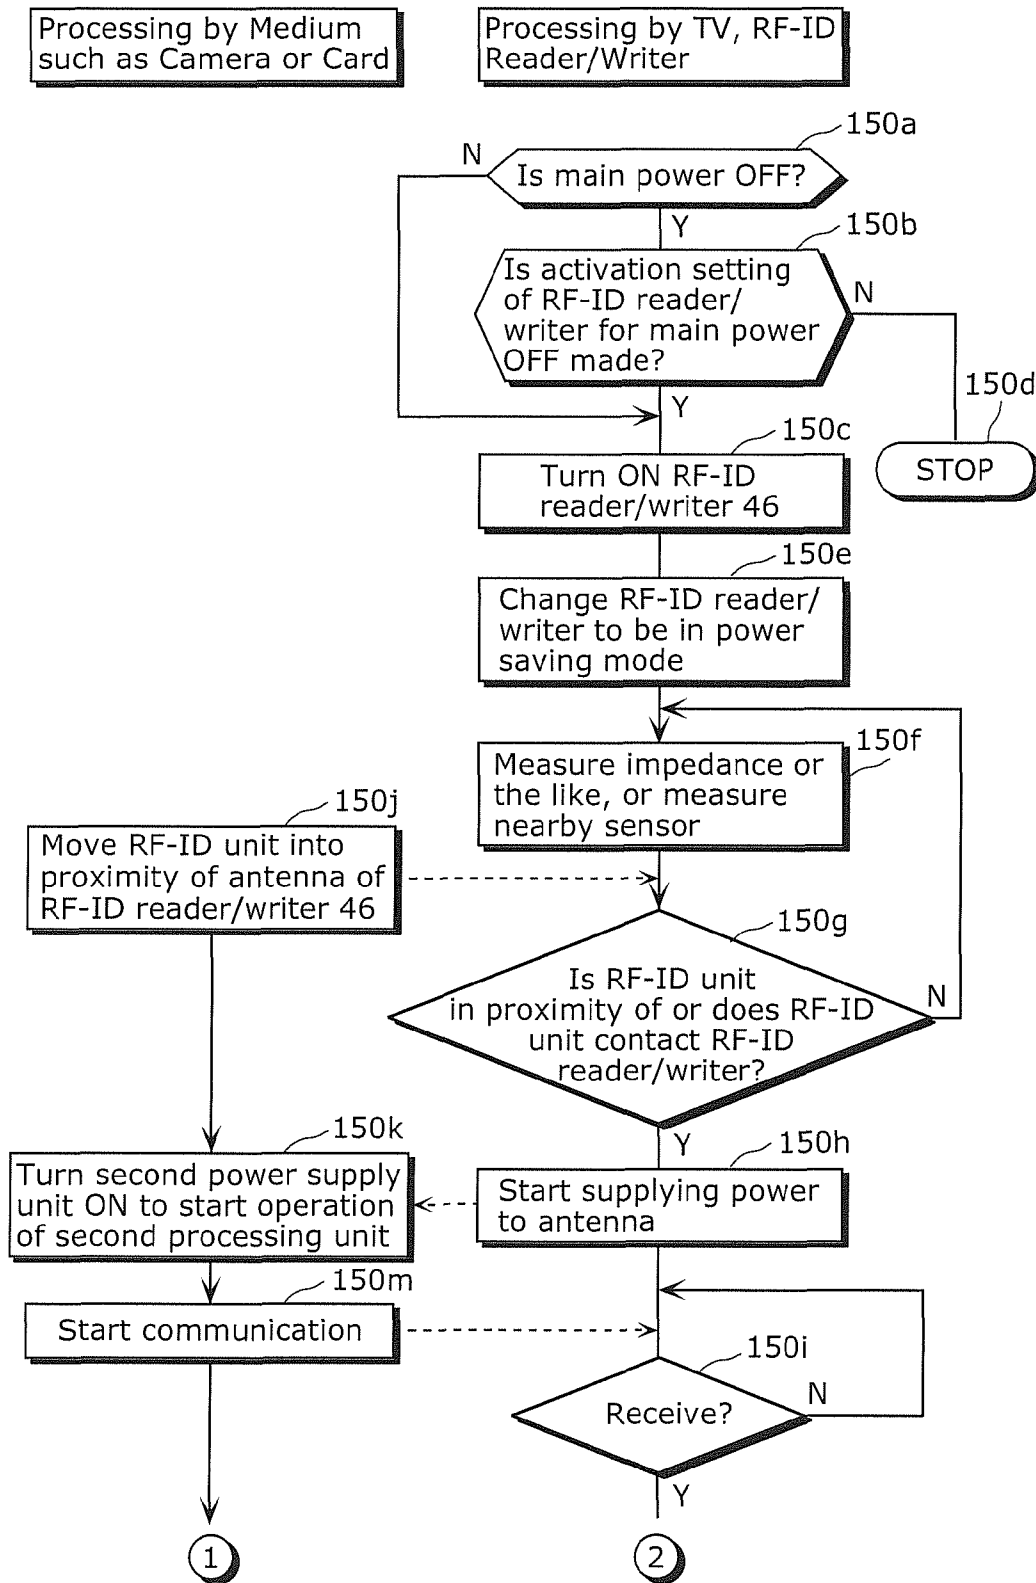 Processing by Medium
such as Camera or Card
Processing by TV, RF-ID
Reader/Writer
150a
N
Is main power OFF?
Y
150b
Is activation setting
of RF-ID reader/
writer for main power
OFF made?
N
Y
150d
STOP
150c
Turn ON RF-ID
reader/writer 46
150e
Change RF-ID reader/
writer to be in power
saving mode
150f
Measure impedance or
the like, or measure
nearby sensor
150j
Move RF-ID unit into
proximity of antenna of
RF-ID reader/writer 46
150g
Is RF-ID unit
in proximity of or does RF-ID
unit contact RF-ID
reader/writer?
N
Y
150k
Turn second power supply
unit ON to start operation
of second processing unit
150h
Start supplying power
to antenna
150m
Start communication
150i
Receive?
N
Y
1
2